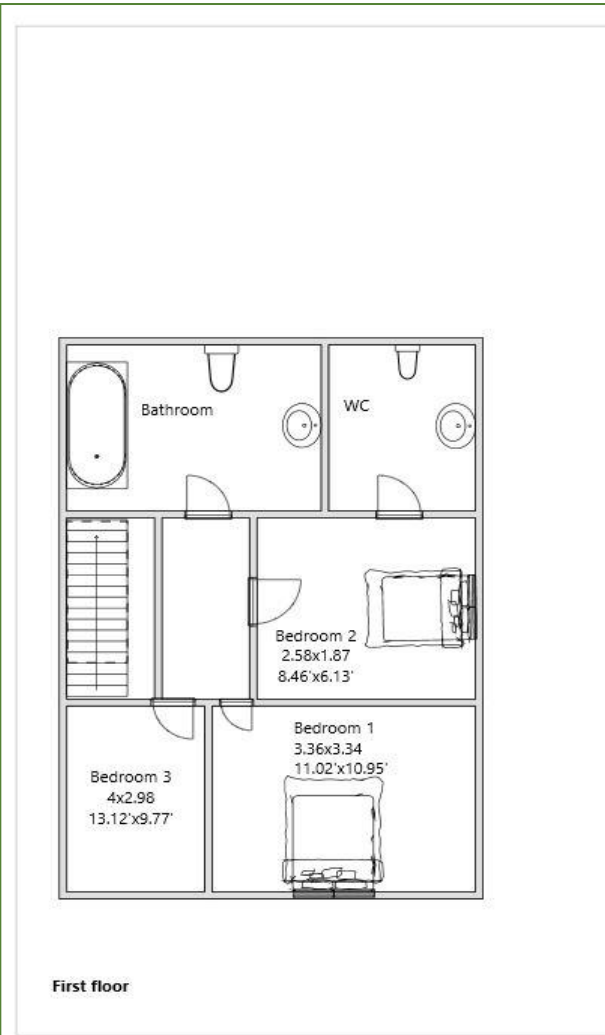 Bathroom
WC
Bedroom 2
2.58x1.87
8.46'x6.13'
Bedroom 1
3.36x3.34
11.02'x10.95'
Bedroom 3
4x2.98
13.12'x9.77'
First floor